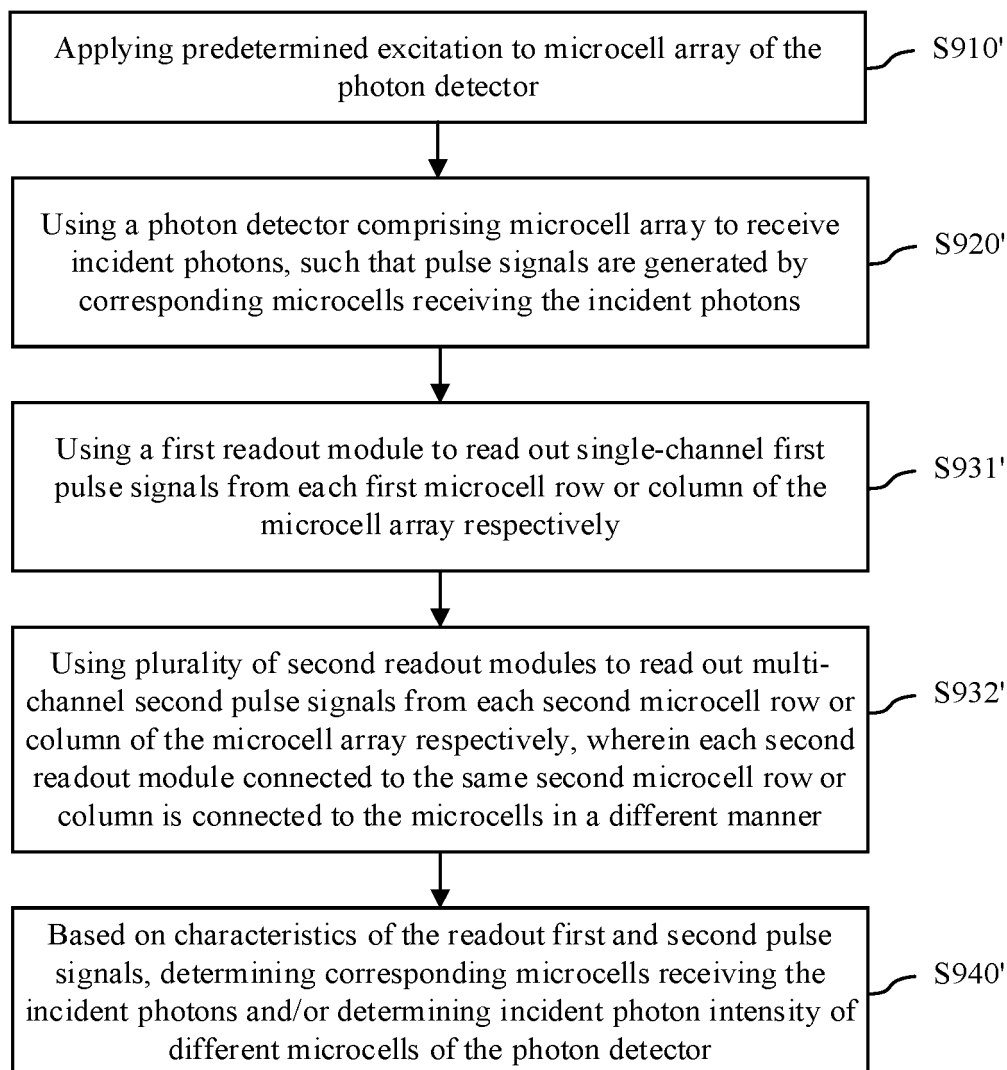 Applying predetermined excitation to microcell array of the
photon detector
S910'
Using a photon detector comprising microcell array to receive
incident photons, such that pulse signals are generated by
corresponding microcells receiving the incident photons
S920'
Using a first readout module to read out single-channel first
pulse signals from each first microcell row or column of the
microcell array respectively
S931'
Using plurality of second readout modules to read out multi-
channel second pulse signals from each second microcell row or
column of the microcell array respectively, wherein each second
readout module connected to the same second microcell row or
column is connected to the microcells in a different manner
S932'
Based on characteristics of the readout first and second pulse
signals, determining corresponding microcells receiving the
incident photons and/or determining incident photon intensity of
different microcells of the photon detector
S940'